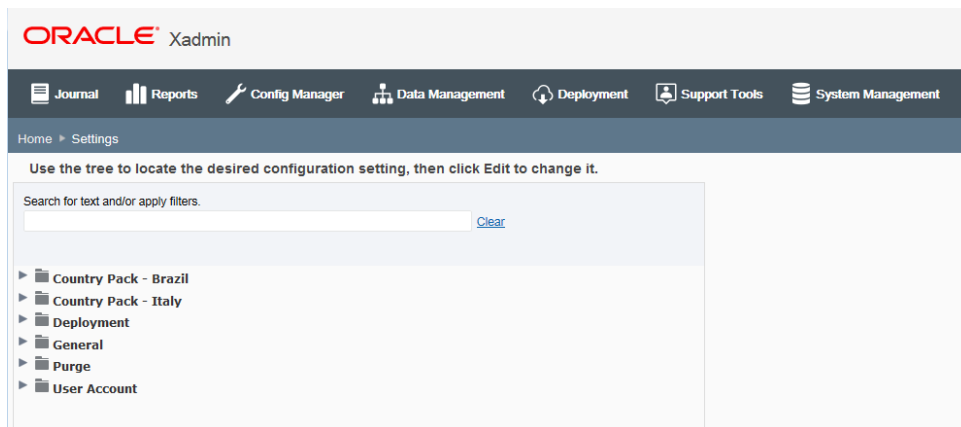 ORACLE® Xadmin
Journal Reports Config Manager Data Management Deployment Support Tools System Management
Home Settings
Use the tree to locate the desired configuration setting, then click Edit to change it.
Search for text and/or apply filters.
Clear
Country Pack - Brazil
Country Pack - Italy
Deployment
General
Purge
User Account